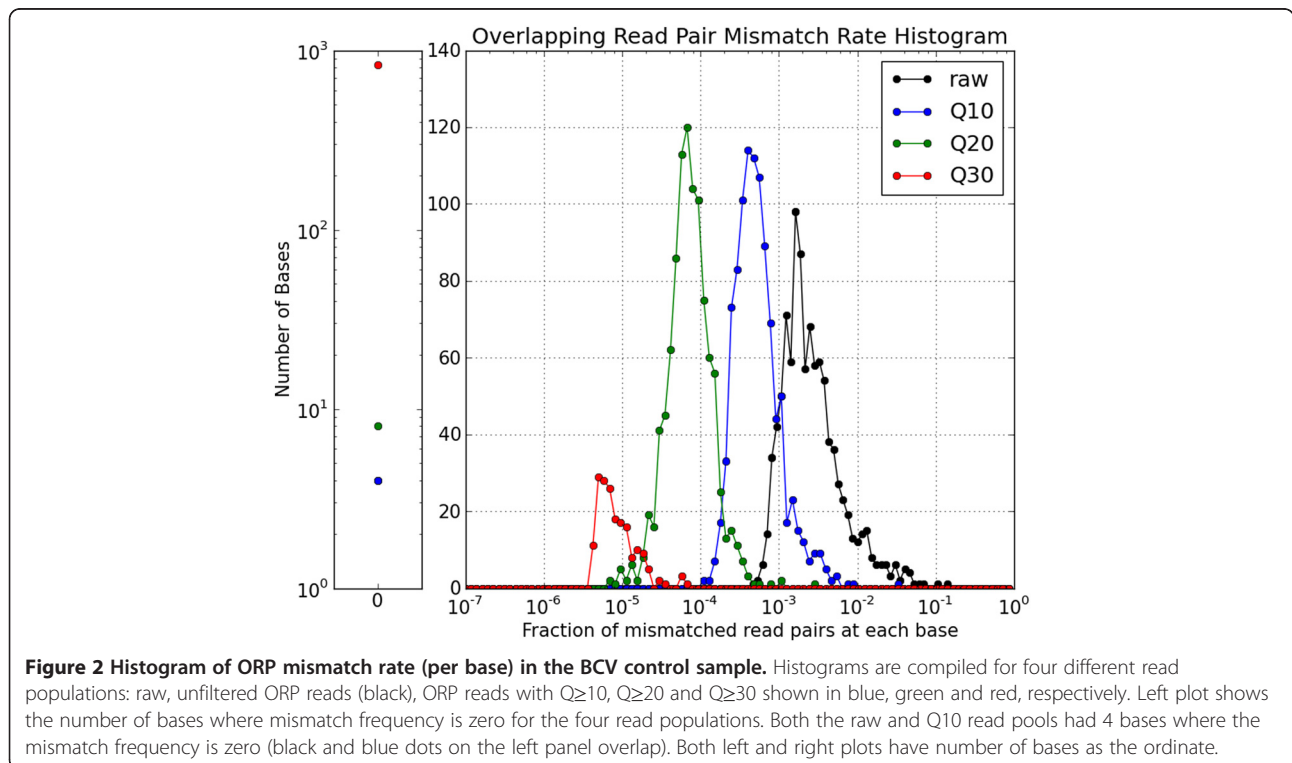 Overlapping Read Pair Mismatch Rate Histogram
Number of Bases
10^3
10^2
10^1
10^0
0
140
120
100
80
60
40
20
0
raw
Q10
Q20
Q30
10^-7
10^-6
10^-5
10^-4
10^-3
10^-2
10^-1
10^0
Fraction of mismatched read pairs at each base
Figure 2 Histogram of ORP mismatch rate (per base) in the BCV control sample. Histograms are compiled for four different read
populations: raw, unfiltered ORP reads (black), ORP reads with Q≥10, Q≥20 and Q≥30 shown in blue, green and red, respectively. Left plot shows
the number of bases where mismatch frequency is zero for the four read populations. Both the raw and Q10 read pools had 4 bases where the
mismatch frequency is zero (black and blue dots on the left panel overlap). Both left and right plots have number of bases as the ordinate.